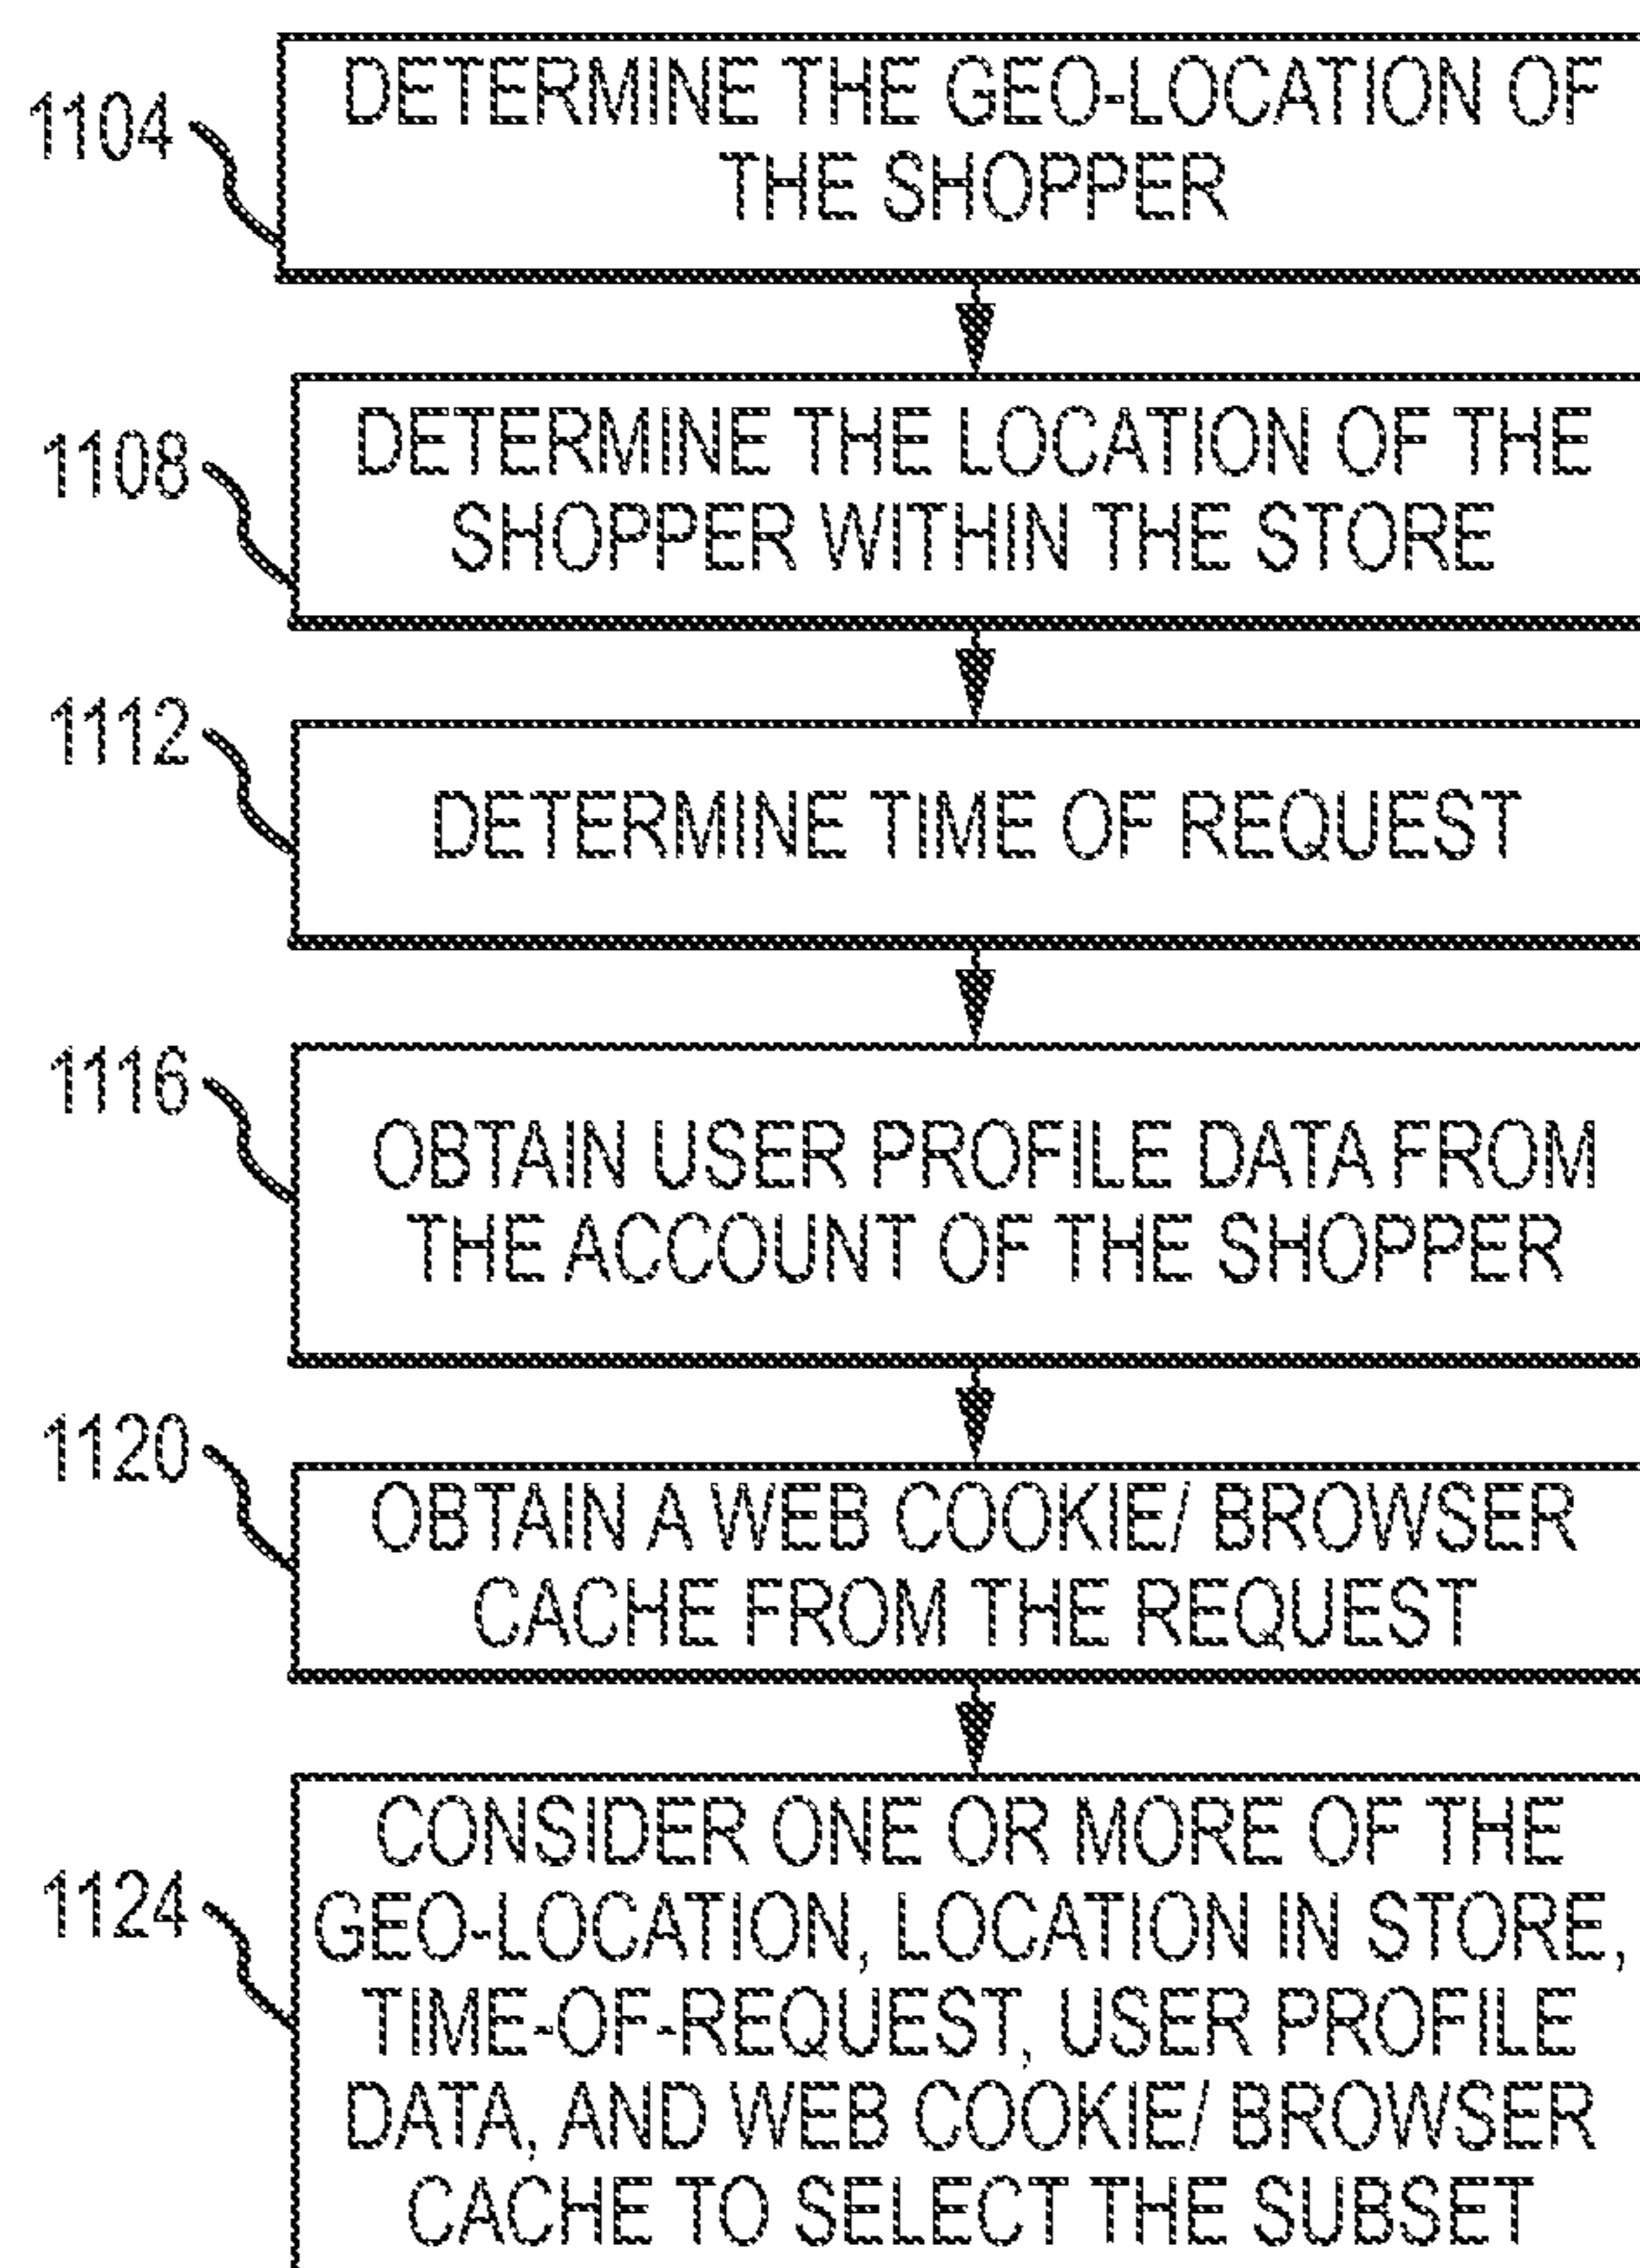 1104
DETERMINE THE GEO-LOCATION OF
THE SHOPPER
1108
DETERMINE THE LOCATION OF THE
SHOPPER WITHIN THE STORE
1112
DETERMINE TIME OF REQUEST
1116
OBTAIN USER PROFILE DATA FROM
THE ACCOUNT OF THE SHOPPER
1120
OBTAIN A WEB COOKIE/ BROWSER
CACHE FROM THE REQUEST
1124
CONSIDER ONE OR MORE OF THE
GEO-LOCATION, LOCATION IN STORE,
TIME-OF-REQUEST, USER PROFILE
DATA, AND WEB COOKIE/ BROWSER
CACHE TO SELECT THE SUBSET